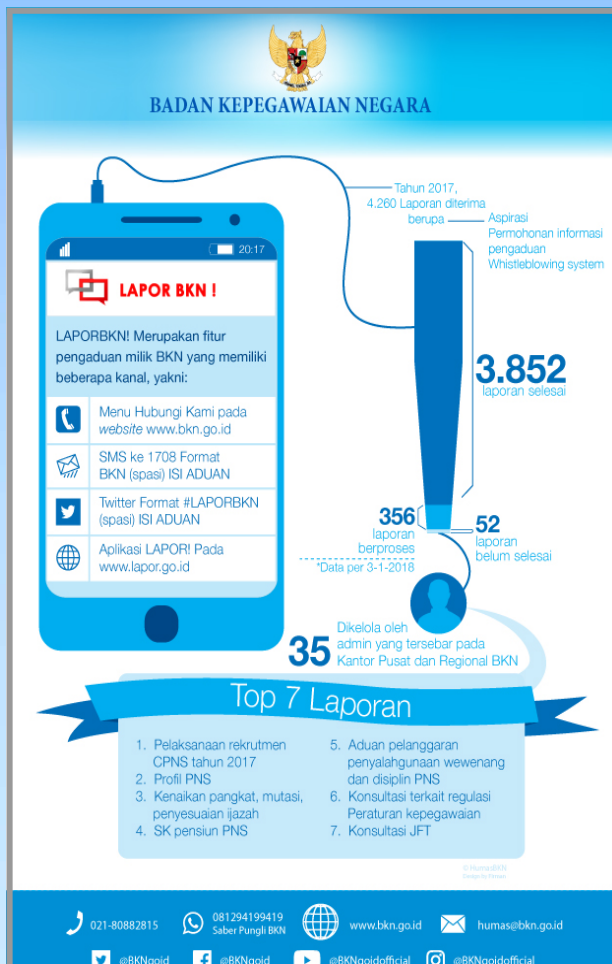 BADAN KEPEGAWAIAN NEGARA
20:17
LAPOR BKN !
LAPORBKN! Merupakan fitur
pengaduan milik BKN yang memiliki
beberapa kanal, yakni:
Menu Hubungi Kami pada
website www.bkn.go.id
SMS ke 1708 Format
BKN (spasi) ISI ADUAN
Twitter Format #LAPORBKN
(spasi) ISI ADUAN
Aplikasi LAPOR! Pada
www.lapor.go.id
Tahun 2017,
4.260 Laporan diterima
berupa
Aspirasi
Permohonan informasi
pengaduan
Whistleblowing system
3.852
laporan selesai
356
laporan
berproses
52
laporan
belum selesai
*Data per 3-1-2018
35
Dikelola oleh
admin yang tersebar pada
Kantor Pusat dan Regional BKN
Top 7 Laporan
1. Pelaksanaan rekrutmen
CPNS tahun 2017
2. Profil PNS
3. Kenaikan pangkat, mutasi,
penyesuaian ijazah
4. SK pensiun PNS
5. Aduan pelanggaran
penyalahgunaan wewenang
dan disiplin PNS
6. Konsultasi terkait regulasi
Peraturan kepegawaian
7. Konsultasi JFT
© HumasBKN
Design by
021-80882815
081294199419
Saber Pungli BKN
www.bkn.go.id
humas@bkn.go.id
@BKNgoid
@BKNgoid
@BKNgoidofficial
@BKNgoidofficial